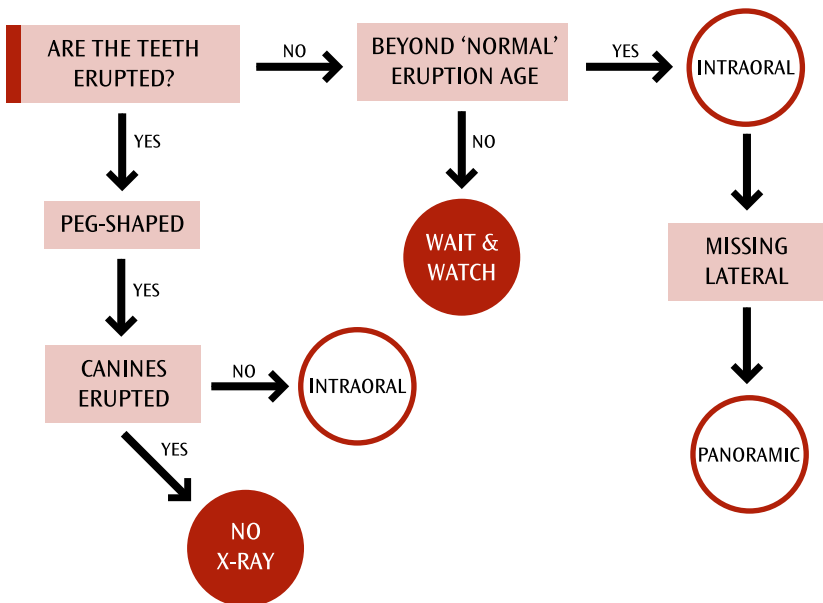 ARE THE TEETH
ERUPTED?
NO
BEYOND ‘NORMAL’
ERUPTION AGE
YES
INTRAORAL
YES
NO
PEG-SHAPED
WAIT &
WATCH
MISSING
LATERAL
YES
CANINES
ERUPTED
NO
INTRAORAL
PANORAMIC
YES
NO
X-RAY